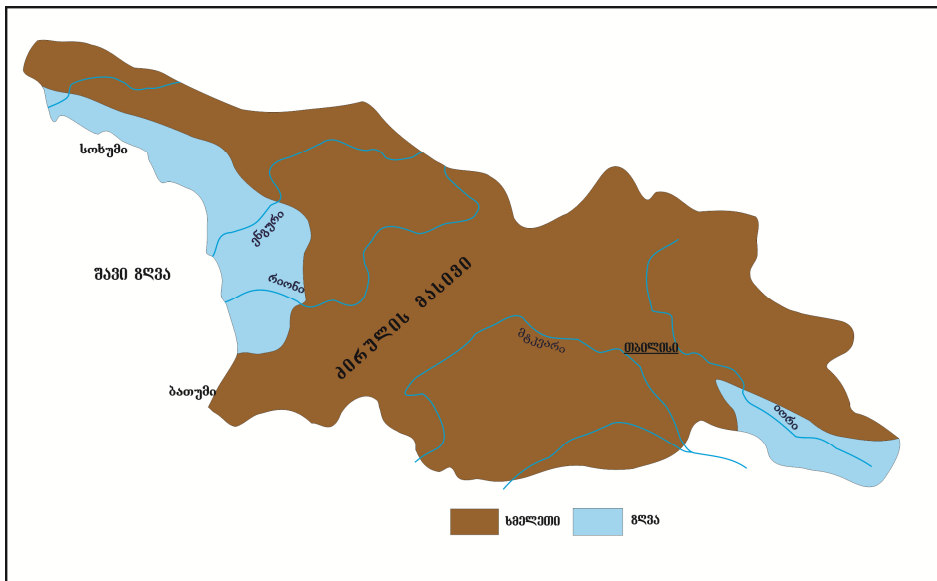 სოხუმი
ენგური
შავი ზღვა
რიონი
ძირულის მასივი
მტკვარი
თბილისი
ბათუმი
იორი
ხმელეთი
ზღვა